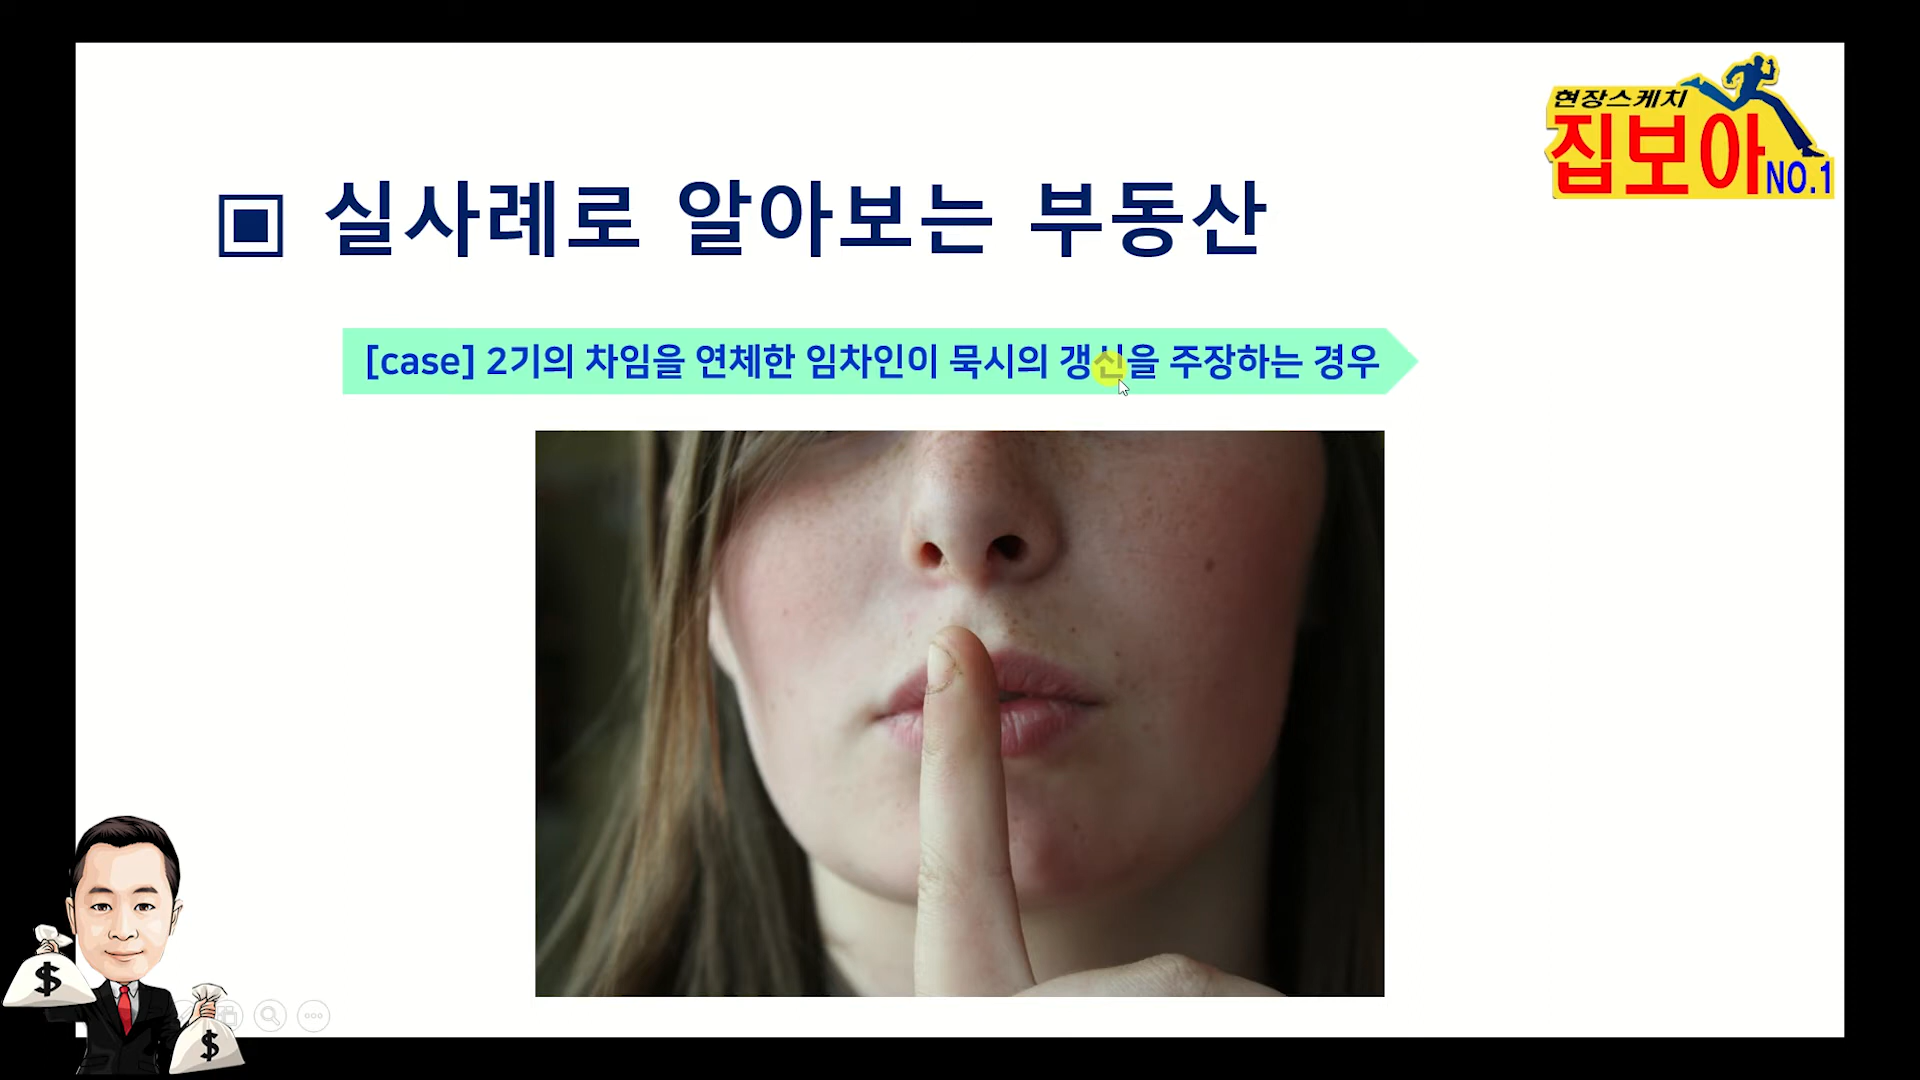 현장스케치
집보아NO.1
▣ 실사례로 알아보는 부동산
[case] 2기의 차임을 연체한 임차인이 묵시의 갱신을 주장하는 경우
$
$